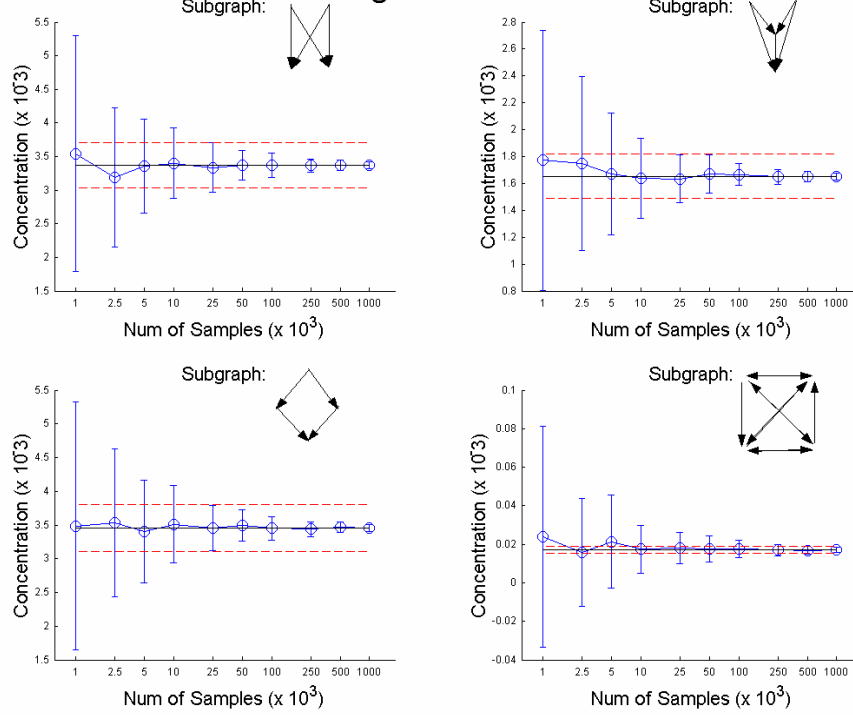 Subgraph:
5.5
5
4.5
4
3.5
3
2.5
2
1.5
Concentration (x 10⁻3)
1 2.5 5 10 25 50 100 250 500 1000
Num of Samples (x 10³)
Subgraph:
2.8
2.6
2.4
2.2
2
1.8
1.6
1.4
1.2
1
0.8
Concentration (x 10⁻3)
1 2.5 5 10 25 50 100 250 500 1000
Num of Samples (x 10³)
Subgraph:
5.5
5
4.5
4
3.5
3
2.5
2
1.5
Concentration (x 10⁻3)
1 2.5 5 10 25 50 100 250 500 1000
Num of Samples (x 10³)
Subgraph:
0.1
0.08
0.06
0.04
0.02
0
-0.02
-0.04
Concentration (x 10⁻3)
1 2.5 5 10 25 50 100 250 500 1000
Num of Samples (x 10³)